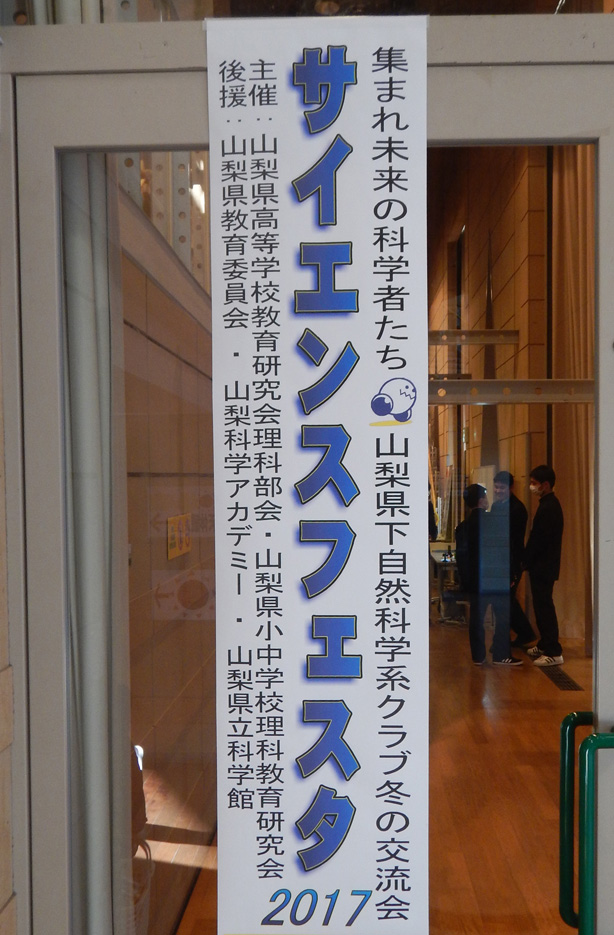 集まれ未来の科学者たち 山梨県下自然科学系クラブ冬の交流会
サイエンスフェスタ
2017
主催：山梨県高等学校教育研究会理科部会・山梨県小中学校理科教育研究会
後援：山梨県教育委員会・山梨科学アカデミー・山梨県立科学館